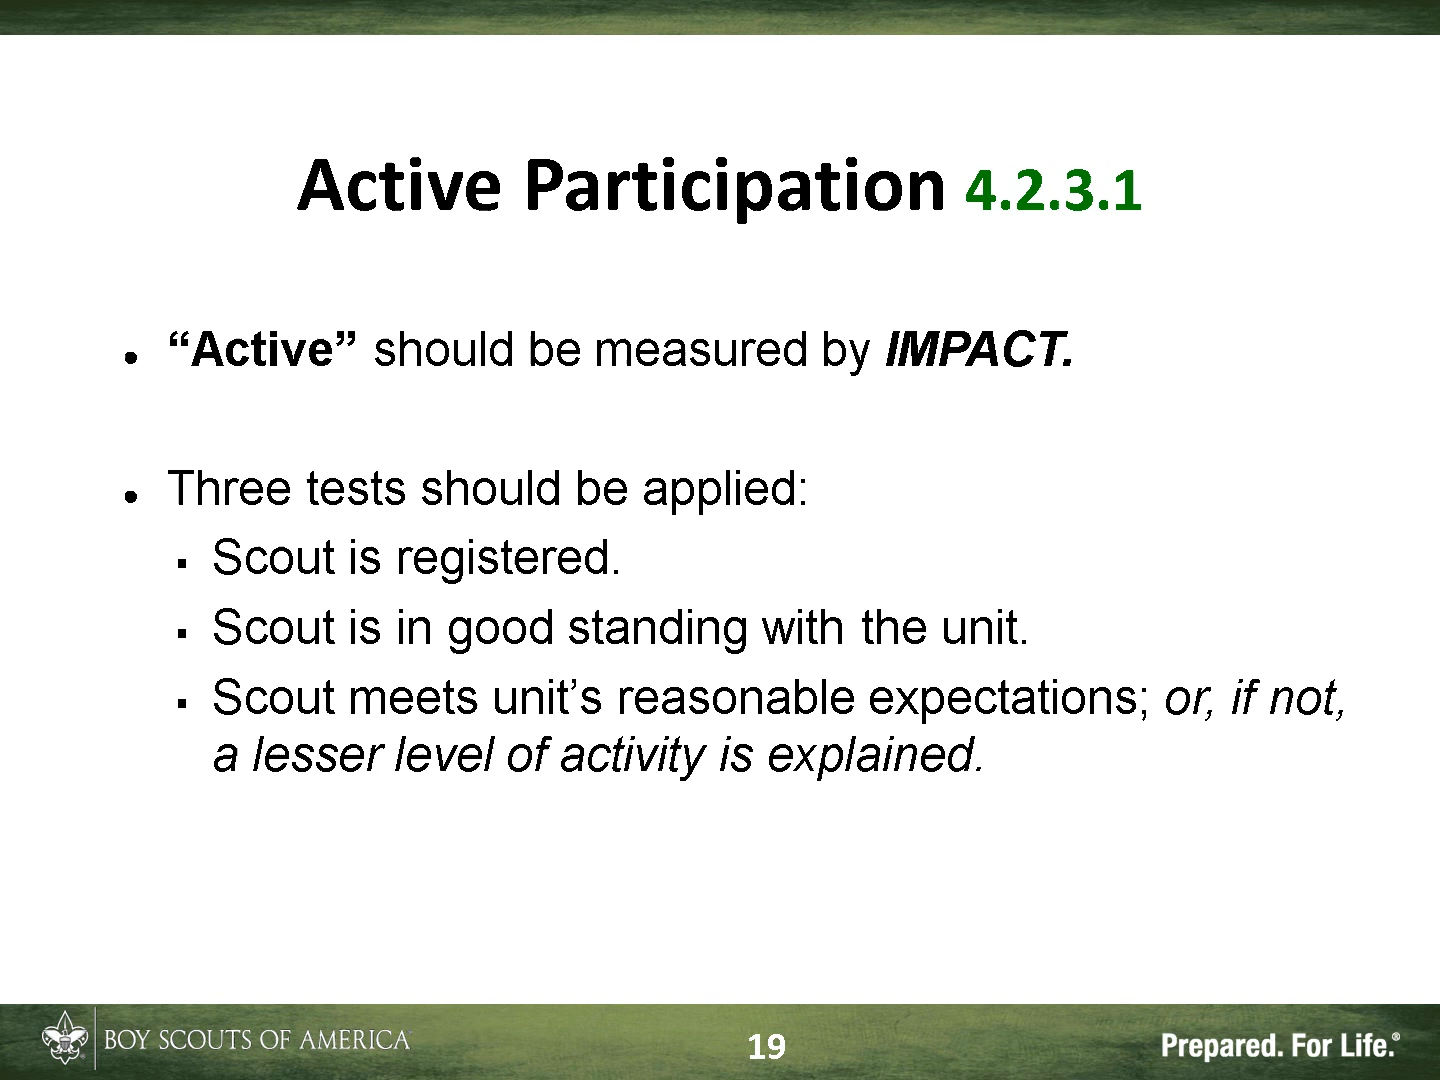 Active Participation 4.2.3.1
● “Active” should be measured by IMPACT.
● Three tests should be applied:
▪ Scout is registered.
▪ Scout is in good standing with the unit.
▪ Scout meets unit’s reasonable expectations; or, if not,
a lesser level of activity is explained.
BOY SCOUTS OF AMERICA
19
Prepared. For Life.®